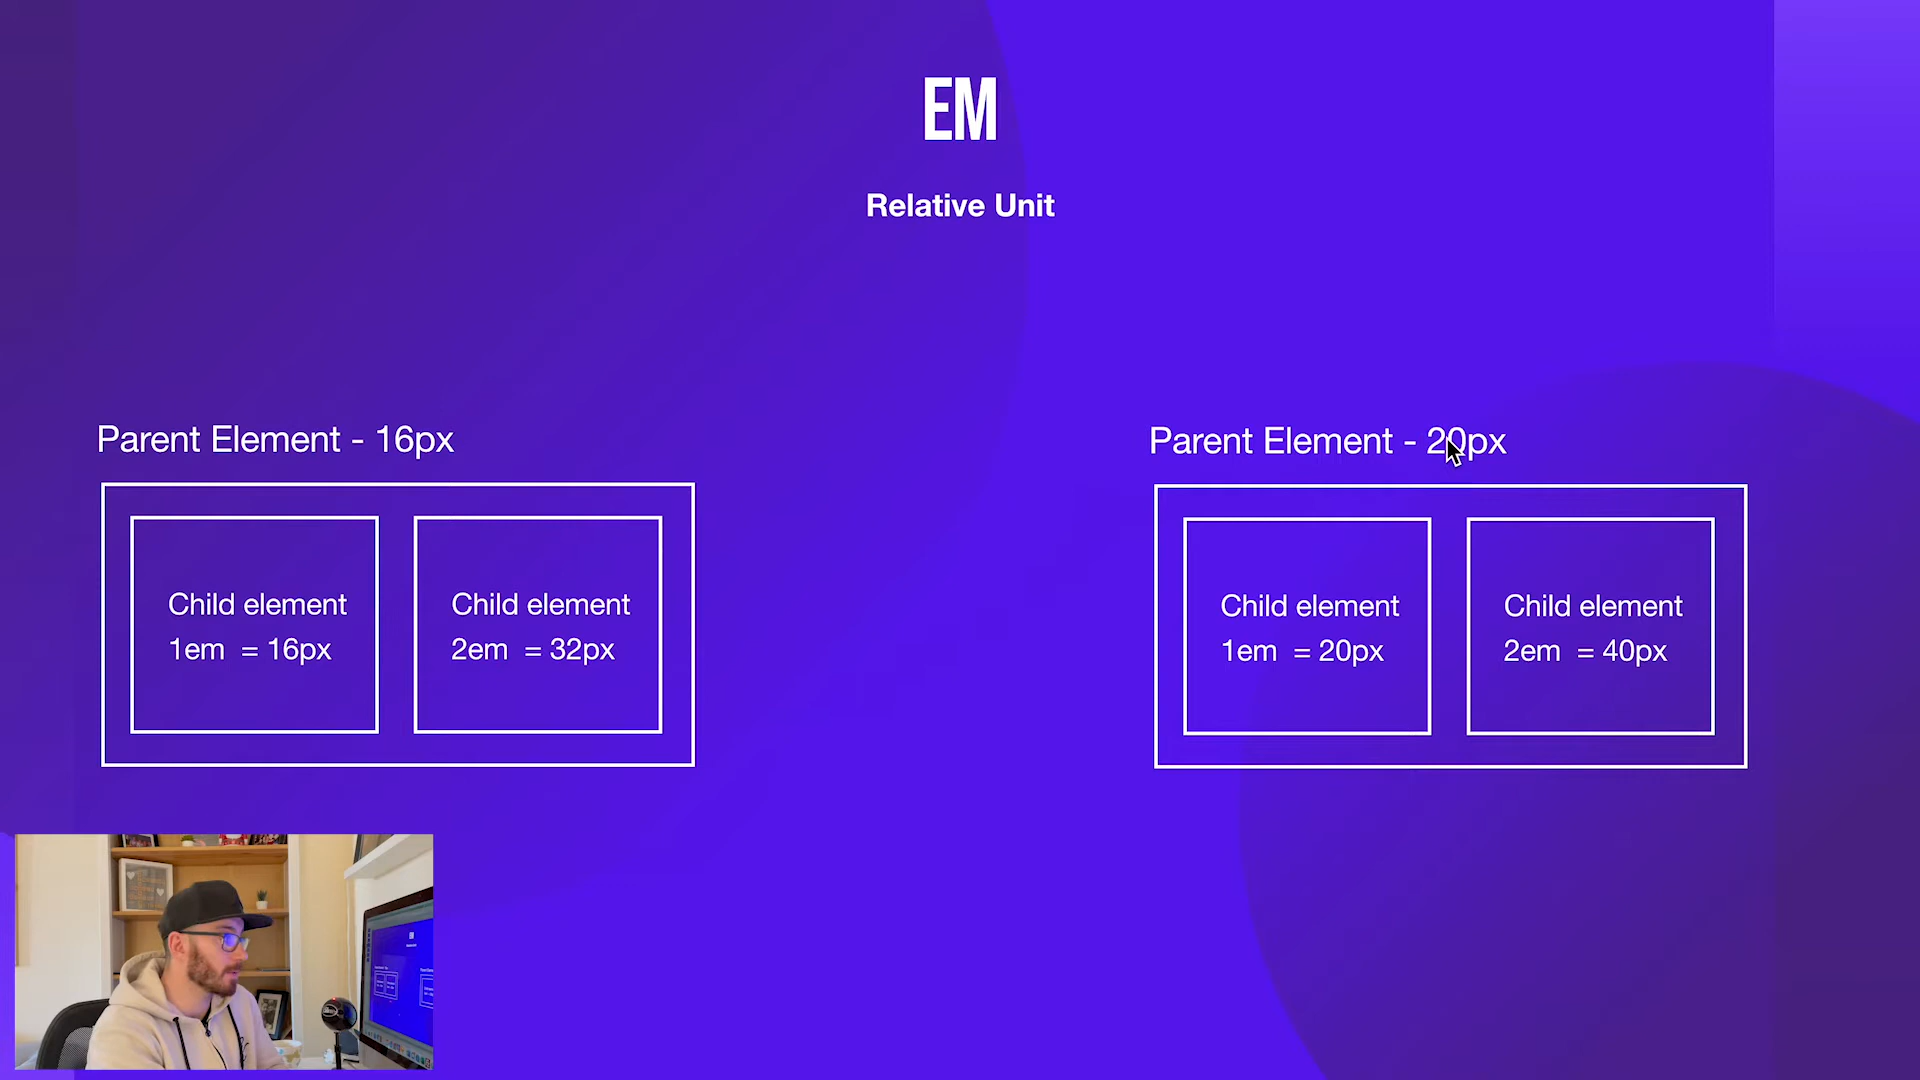 EM
Relative Unit
Parent Element - 16px
Child element
1em = 16px
Child element
2em = 32px
Parent Element - 20px
Child element
1em = 20px
Child element
2em = 40px